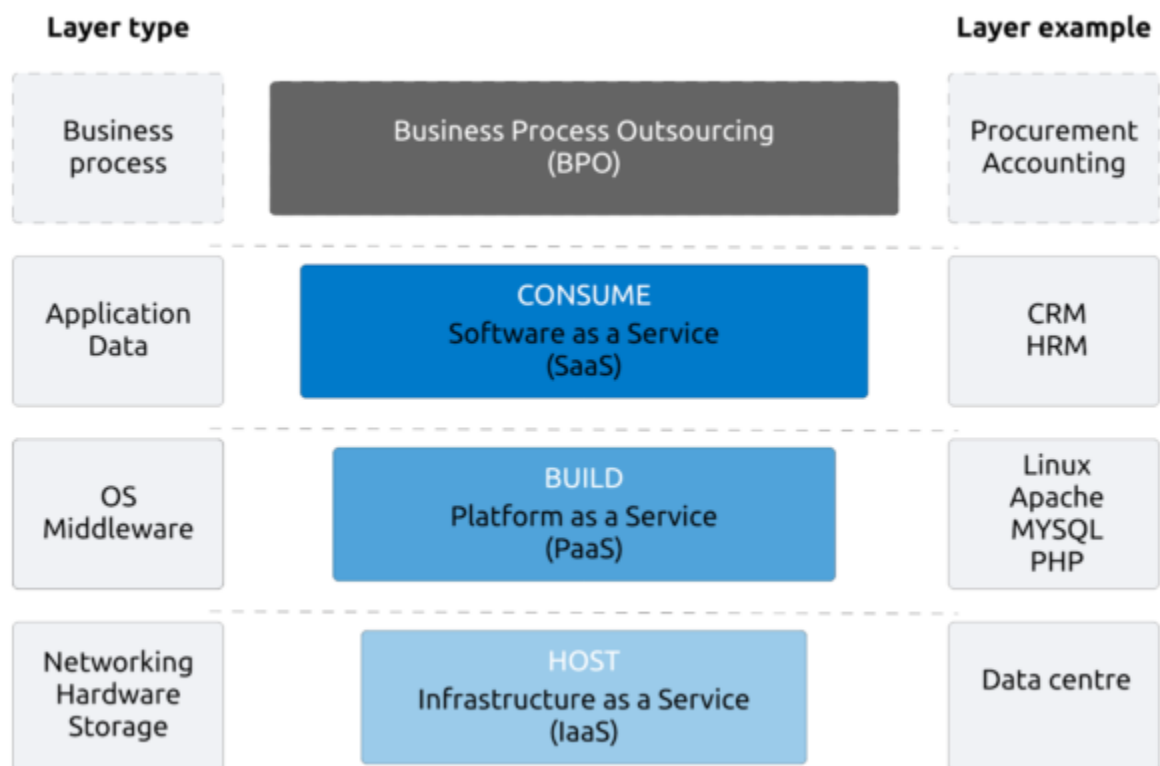 Layer type
Layer example
Business
process
Business Process Outsourcing
(BPO)
Procurement
Accounting
Application
Data
CONSUME
Software as a Service
(SaaS)
CRM
HRM
OS
Middleware
BUILD
Platform as a Service
(PaaS)
Linux
Apache
MYSQL
PHP
Networking
Hardware
Storage
HOST
Infrastructure as a Service
(IaaS)
Data centre